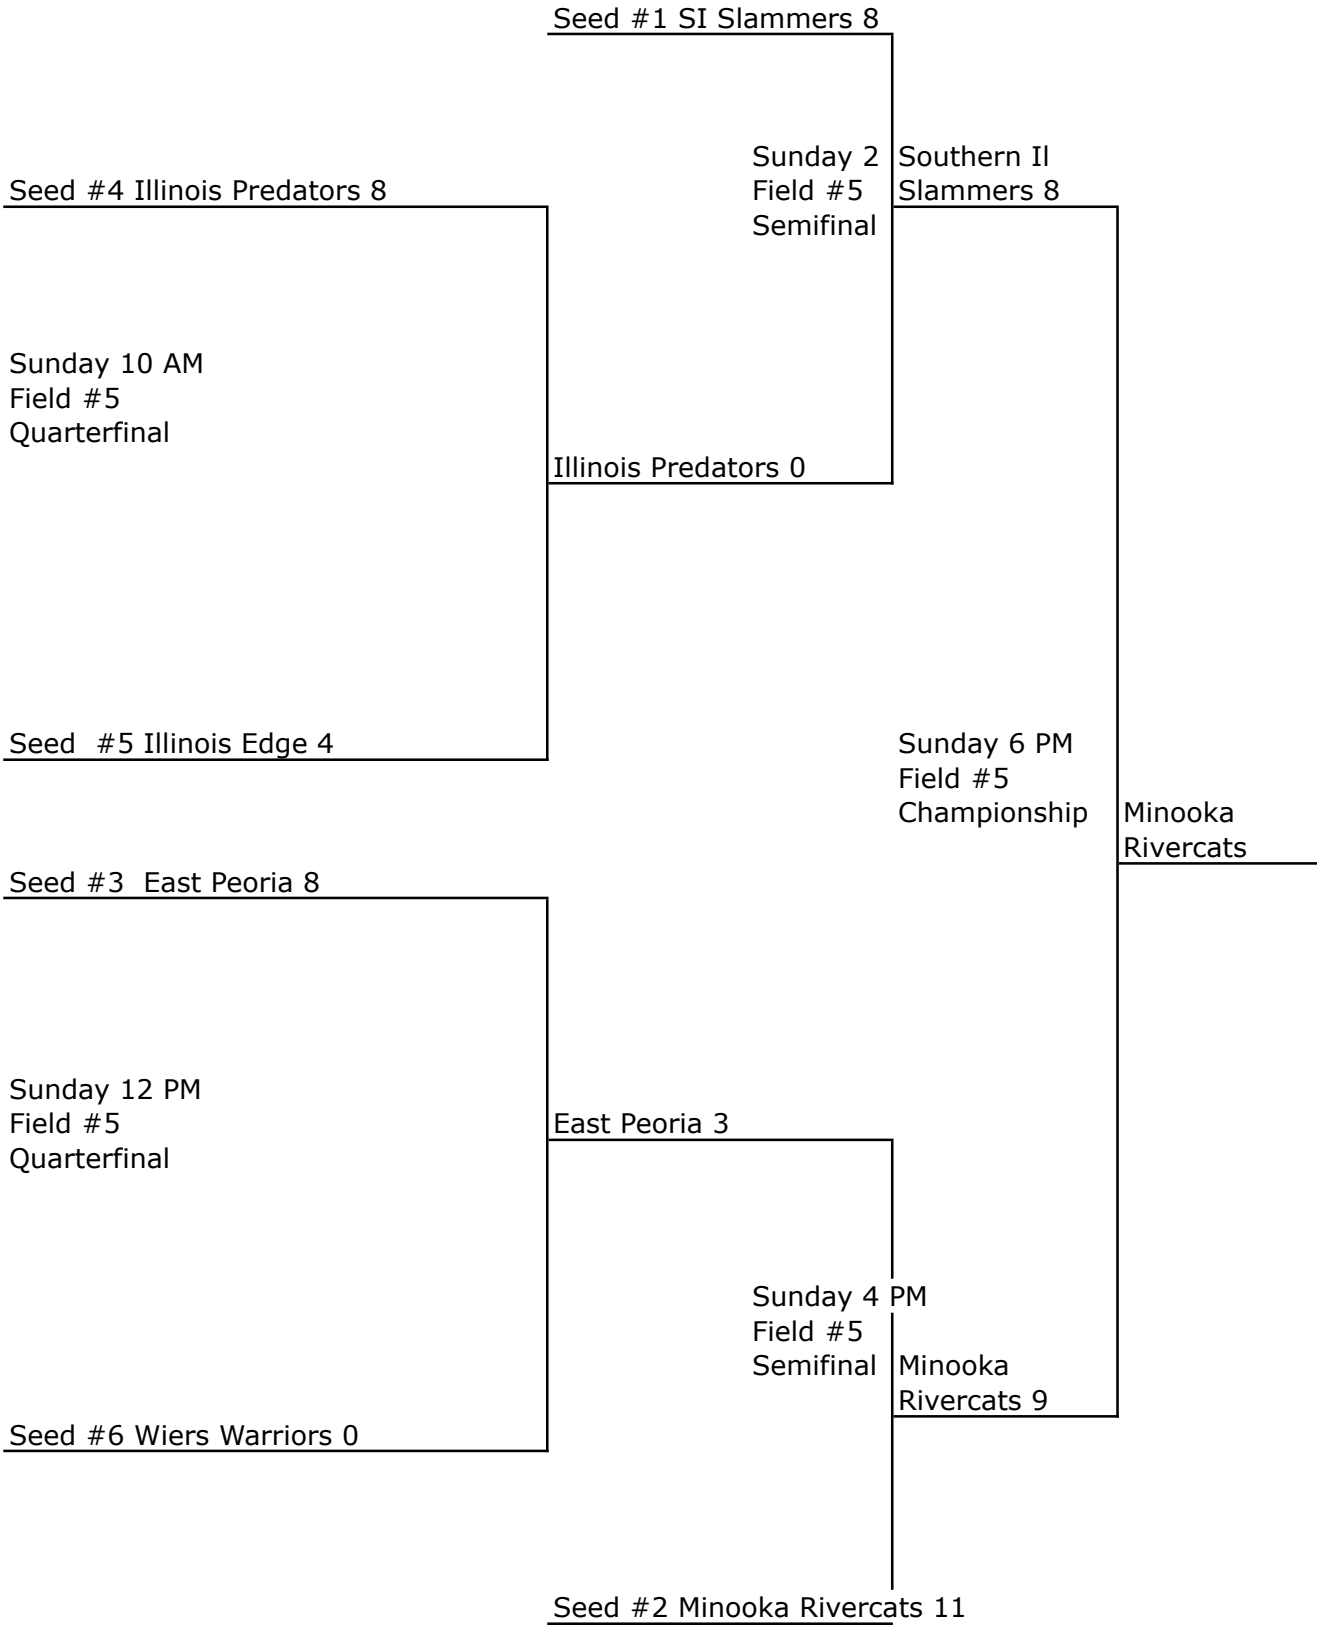 Seed #1 SI Slammers 8
Sunday 2
Field #5
Semifinal
Southern Il
Slammers 8
Seed #4 Illinois Predators 8
Sunday 10 AM
Field #5
Quarterfinal
Illinois Predators 0
Seed  #5 Illinois Edge 4
Sunday 6 PM
Field #5
Championship
Minooka
Rivercats
Seed #3  East Peoria 8
Sunday 12 PM
Field #5
Quarterfinal
East Peoria 3
Sunday 4 PM
Field #5
Semifinal
Minooka
Rivercats 9
Seed #6 Wiers Warriors 0
Seed #2 Minooka Rivercats 11